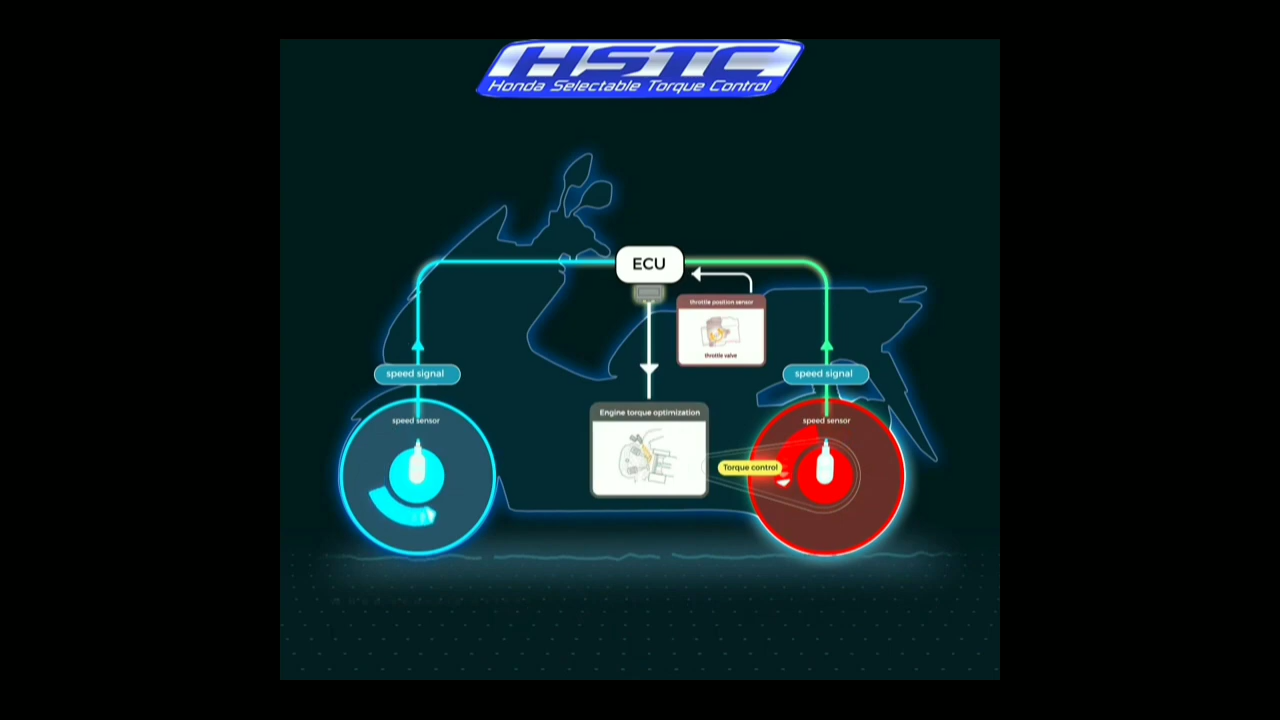 HSTC
Honda Selectable Torque Control
ECU
throttle position sensor
throttle valve
speed signal
speed signal
Engine torque optimization
speed sensor
speed sensor
Torque control